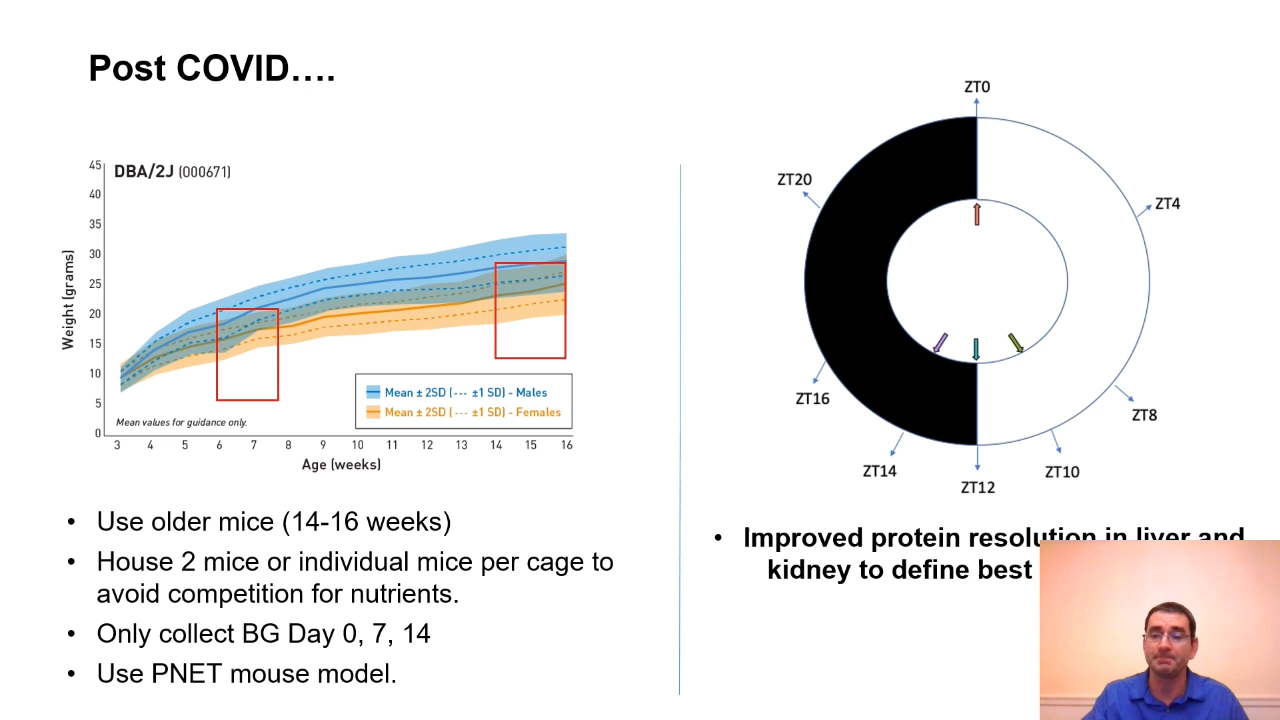 Post COVID….
DBA/2J (000671)
45
40
35
30
25
20
15
10
5
0
Weight (grams)
Mean ± 2SD (--- ±1 SD) - Males
Mean ± 2SD (--- ±1 SD) - Females
Mean values for guidance only.
3 4 5 6 7 8 9 10 11 12 13 14 15 16
Age (weeks)
• Use older mice (14-16 weeks)
• House 2 mice or individual mice per cage to
avoid competition for nutrients.
• Only collect BG Day 0, 7, 14
• Use PNET mouse model.
ZT0
ZT4
ZT8
ZT10
ZT12
ZT14
ZT16
ZT20
• Improved protein resolution in liver and
kidney to define best